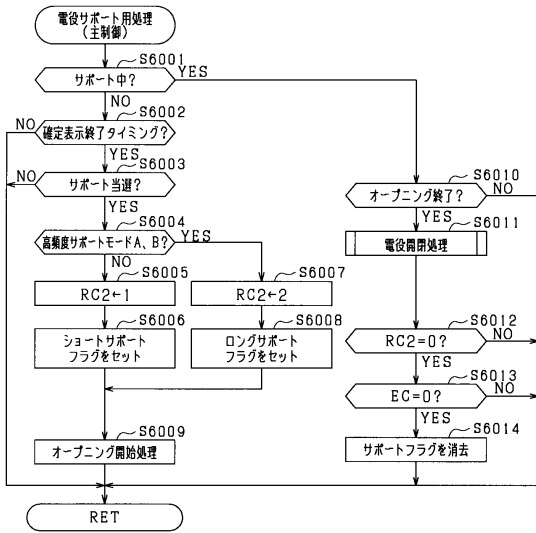 電役サポート用処理
(主制御)
S6001
サポート中?
YES
NO
S6002
NO
確定表示終了タイミング?
YES
S6003
NO
サポート当選?
YES
S6004
高頻度サポートモードA、B?
YES
NO
S6005
RC2←1
S6007
RC2←2
S6006
ショートサポート
フラグをセット
S6008
ロングサポート
フラグをセット
S6009
オープニング開始処理
RET
S6010
オープニング終了?
NO
YES
S6011
電役開閉処理
S6012
RC2=0?
NO
YES
S6013
EC=0?
NO
YES
S6014
サポートフラグを消去